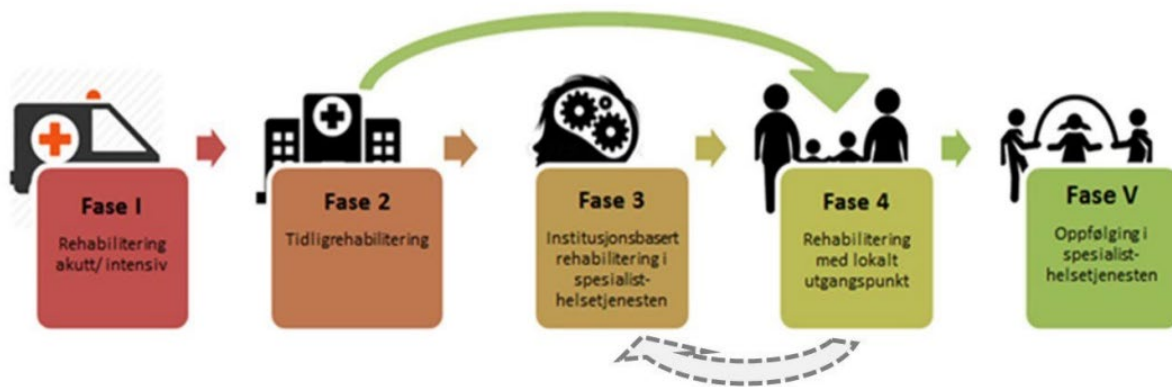 Fase I
Rehabilitering
akutt/ intensiv
Fase 2
Tidligrehabilitering
Fase 3
Institusjonsbasert
rehabilitering i
spesialist-
helsetjenesten
Fase 4
Rehabilitering
med lokalt
utgangspunkt
Fase V
Oppfølging i
spesialist-
helsetjenesten